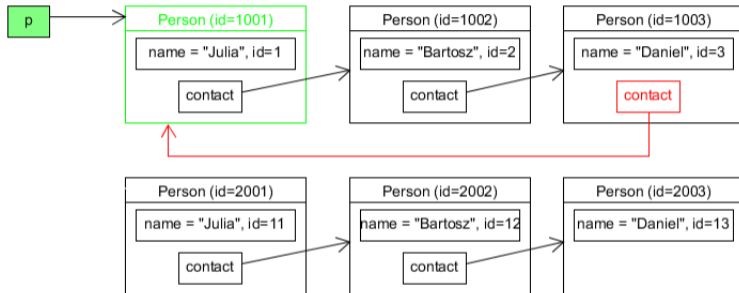 p
Person (id=1001)
Person (id=1002)
Person (id=1003)
name = "Julia", id=1
name = "Bartosz", id=2
name = "Daniel", id=3
contact
contact
contact
Person (id=2001)
Person (id=2002)
Person (id=2003)
name = "Julia", id=11
name = "Bartosz", id=12
name = "Daniel", id=13
contact
contact